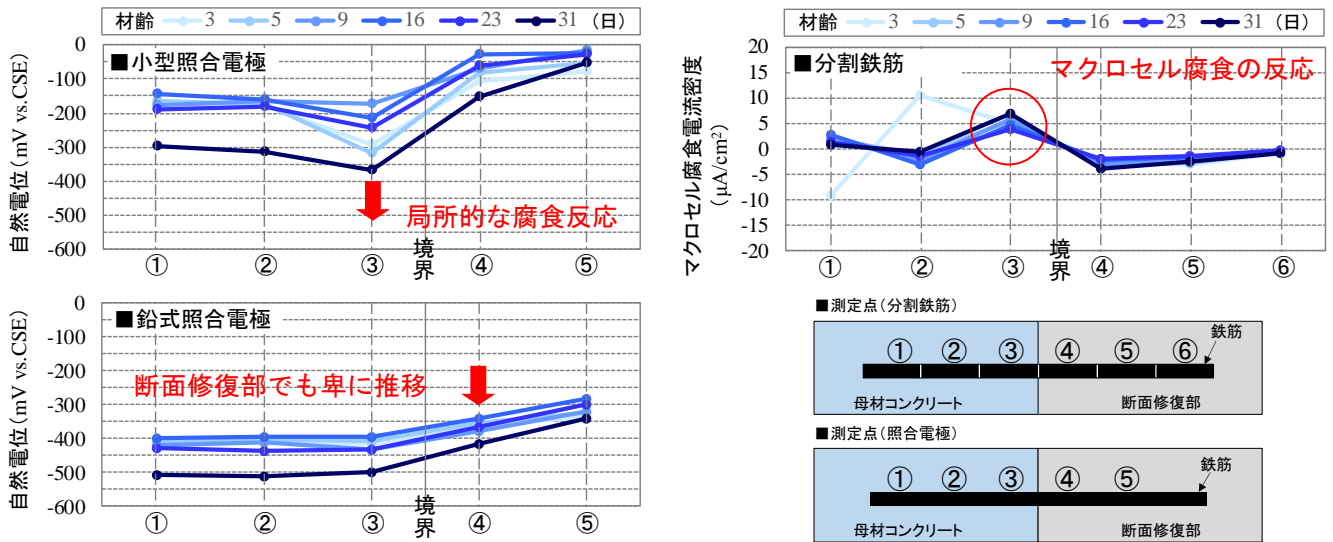 材齢 3 5 9 16 23 31 (日)
■小型照合電極
自然電位(mV vs.CSE)
0
-100
-200
-300
-400
-500
-600
局所的な腐食反応
① ② ③ 境界 ④ ⑤
■鉛式照合電極
自然電位(mV vs.CSE)
0
-100
-200
-300
-400
-500
-600
断面修復部でも卑に推移
① ② ③ 境界 ④ ⑤
材齢 3 5 9 16 23 31 (日)
■分割鉄筋
マクロセル腐食の反応
マクロセル腐食電流密度
(μA/cm²)
20
15
10
5
0
-5
-10
-15
-20
① ② ③ 境界 ④ ⑤ ⑥
■測定点(分割鉄筋)
鉄筋
① ② ③ ④ ⑤ ⑥
母材コンクリート 断面修復部
■測定点(照合電極)
鉄筋
① ② ③ ④ ⑤
母材コンクリート 断面修復部